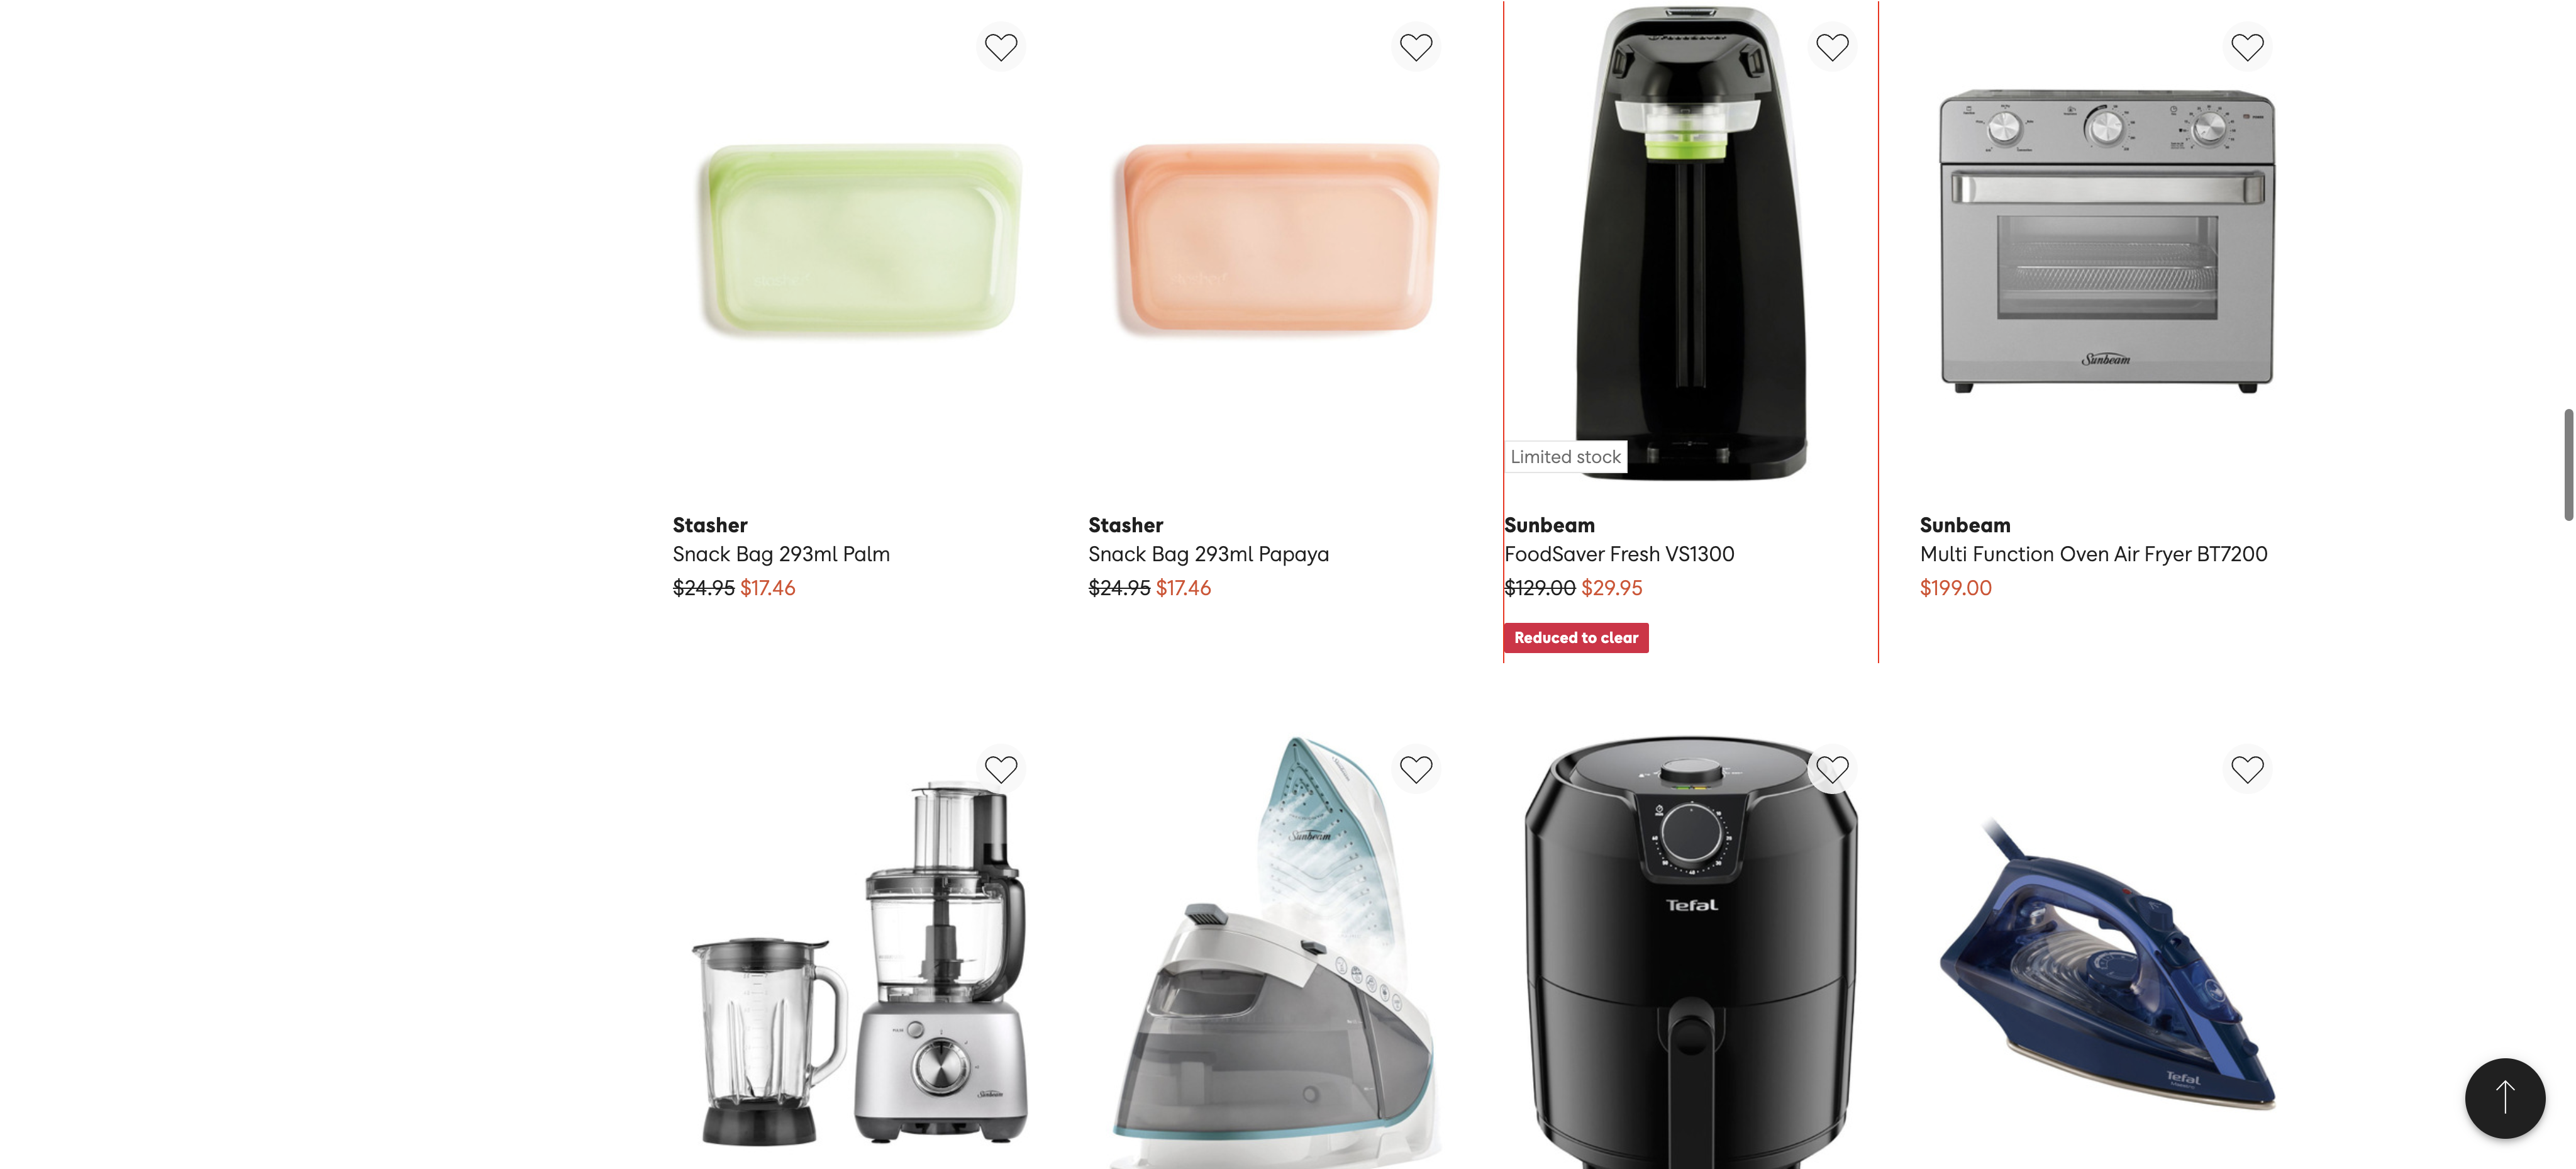 Sunbeam
Limited stock
Stasher
Snack Bag 293ml Palm
$24.95 $17.46
Stasher
Snack Bag 293ml Papaya
$24.95 $17.46
Sunbeam
FoodSaver Fresh VS1300
$129.00 $29.95
Reduced to clear
Sunbeam
Multi Function Oven Air Fryer BT7200
$199.00
Sunbeam
Tefal
Sunbeam
Tefal